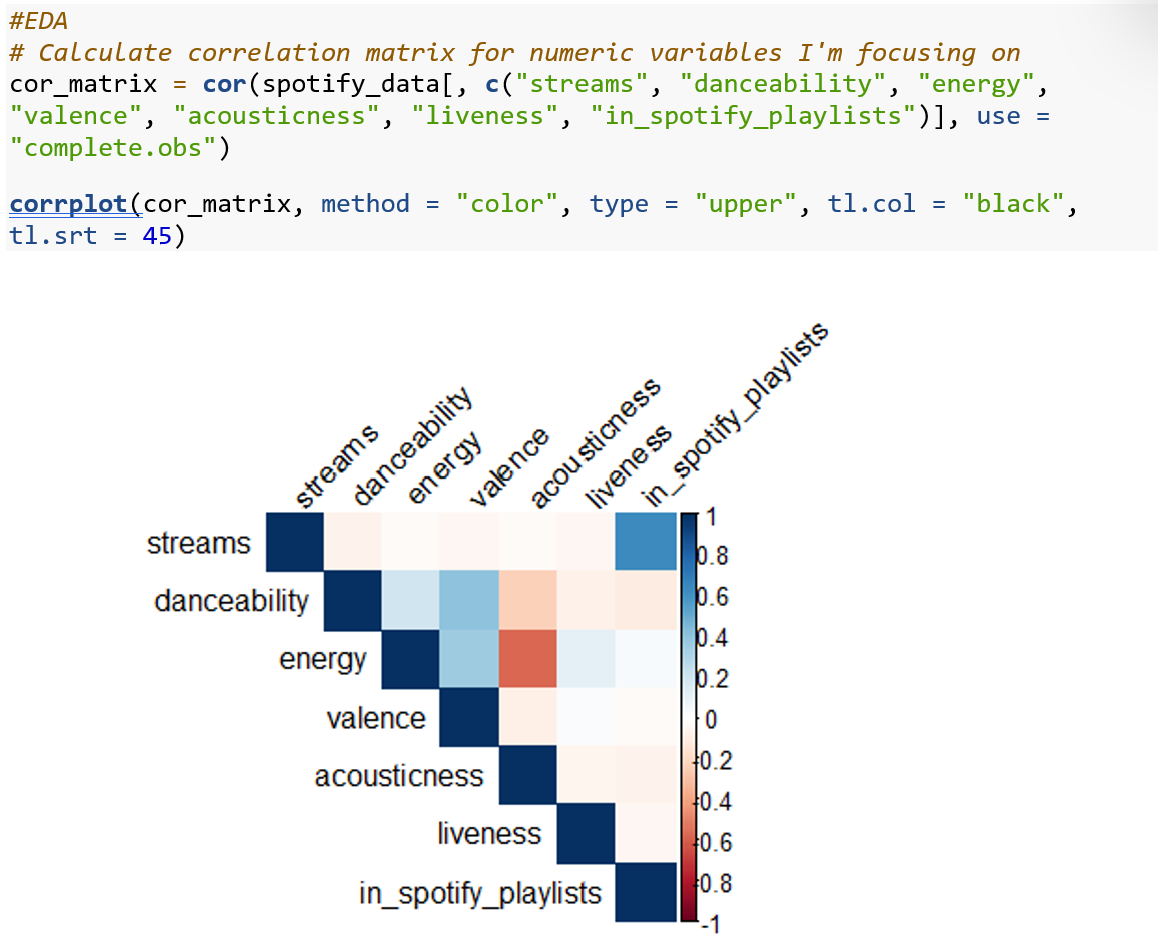 #EDA
# Calculate correlation matrix for numeric variables I'm focusing on
cor_matrix = cor(spotify_data[, c("streams", "danceability", "energy",
"valence", "acousticness", "liveness", "in_spotify_playlists")], use =
"complete.obs")
corrplot(cor_matrix, method = "color", type = "upper", tl.col = "black",
tl.srt = 45)
streams
danceability
energy
valence
acousticness
liveness
in_spotify_playlists
streams
danceability
energy
valence
acousticness
liveness
in_spotify_playlists
1
0.8
0.6
0.4
0.2
0
-0.2
-0.4
-0.6
-0.8
-1